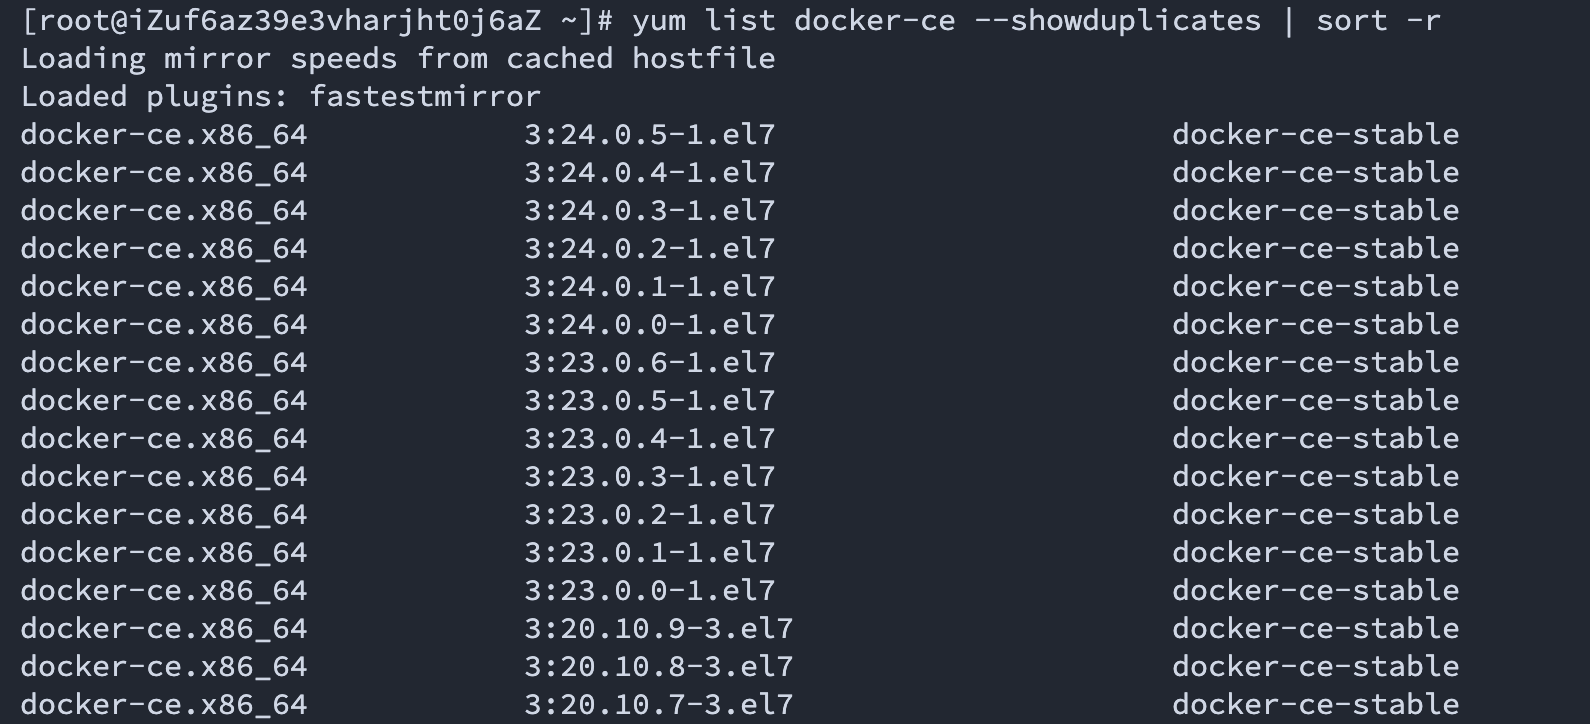 [root@iZuf6az39e3vharjht0j6aZ ~]# yum list docker-ce --showduplicates | sort -r
Loading mirror speeds from cached hostfile
Loaded plugins: fastestmirror
docker-ce.x86_64            3:24.0.5-1.el7                      docker-ce-stable
docker-ce.x86_64            3:24.0.4-1.el7                      docker-ce-stable
docker-ce.x86_64            3:24.0.3-1.el7                      docker-ce-stable
docker-ce.x86_64            3:24.0.2-1.el7                      docker-ce-stable
docker-ce.x86_64            3:24.0.1-1.el7                      docker-ce-stable
docker-ce.x86_64            3:24.0.0-1.el7                      docker-ce-stable
docker-ce.x86_64            3:23.0.6-1.el7                      docker-ce-stable
docker-ce.x86_64            3:23.0.5-1.el7                      docker-ce-stable
docker-ce.x86_64            3:23.0.4-1.el7                      docker-ce-stable
docker-ce.x86_64            3:23.0.3-1.el7                      docker-ce-stable
docker-ce.x86_64            3:23.0.2-1.el7                      docker-ce-stable
docker-ce.x86_64            3:23.0.1-1.el7                      docker-ce-stable
docker-ce.x86_64            3:23.0.0-1.el7                      docker-ce-stable
docker-ce.x86_64            3:20.10.9-3.el7                     docker-ce-stable
docker-ce.x86_64            3:20.10.8-3.el7                     docker-ce-stable
docker-ce.x86_64            3:20.10.7-3.el7                     docker-ce-stable